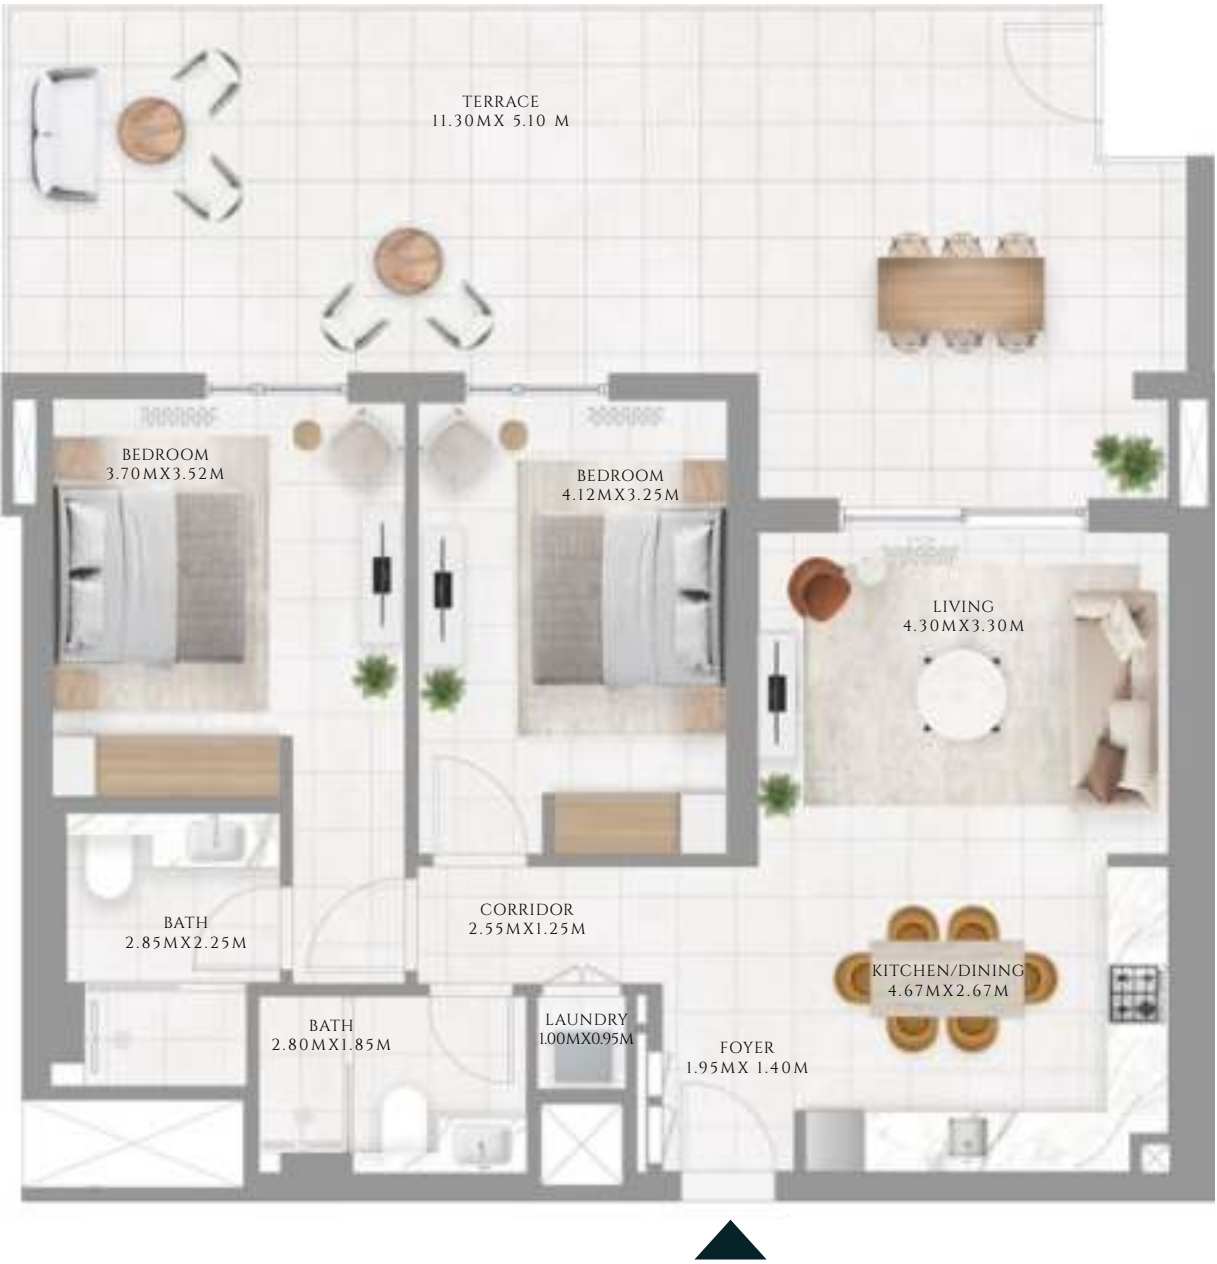 TERRACE
11.30MX 5.10 M
BEDROOM
3.70MX3.52M
BEDROOM
4.12MX3.25M
LIVING
4.30MX3.30M
BATH
2.85MX2.25M
CORRIDOR
2.55MX1.25M
KITCHEN/DINING
4.67MX2.67M
BATH
2.80MX1.85M
LAUNDRY
1.00MX0.95M
FOYER
1.95MX 1.40M